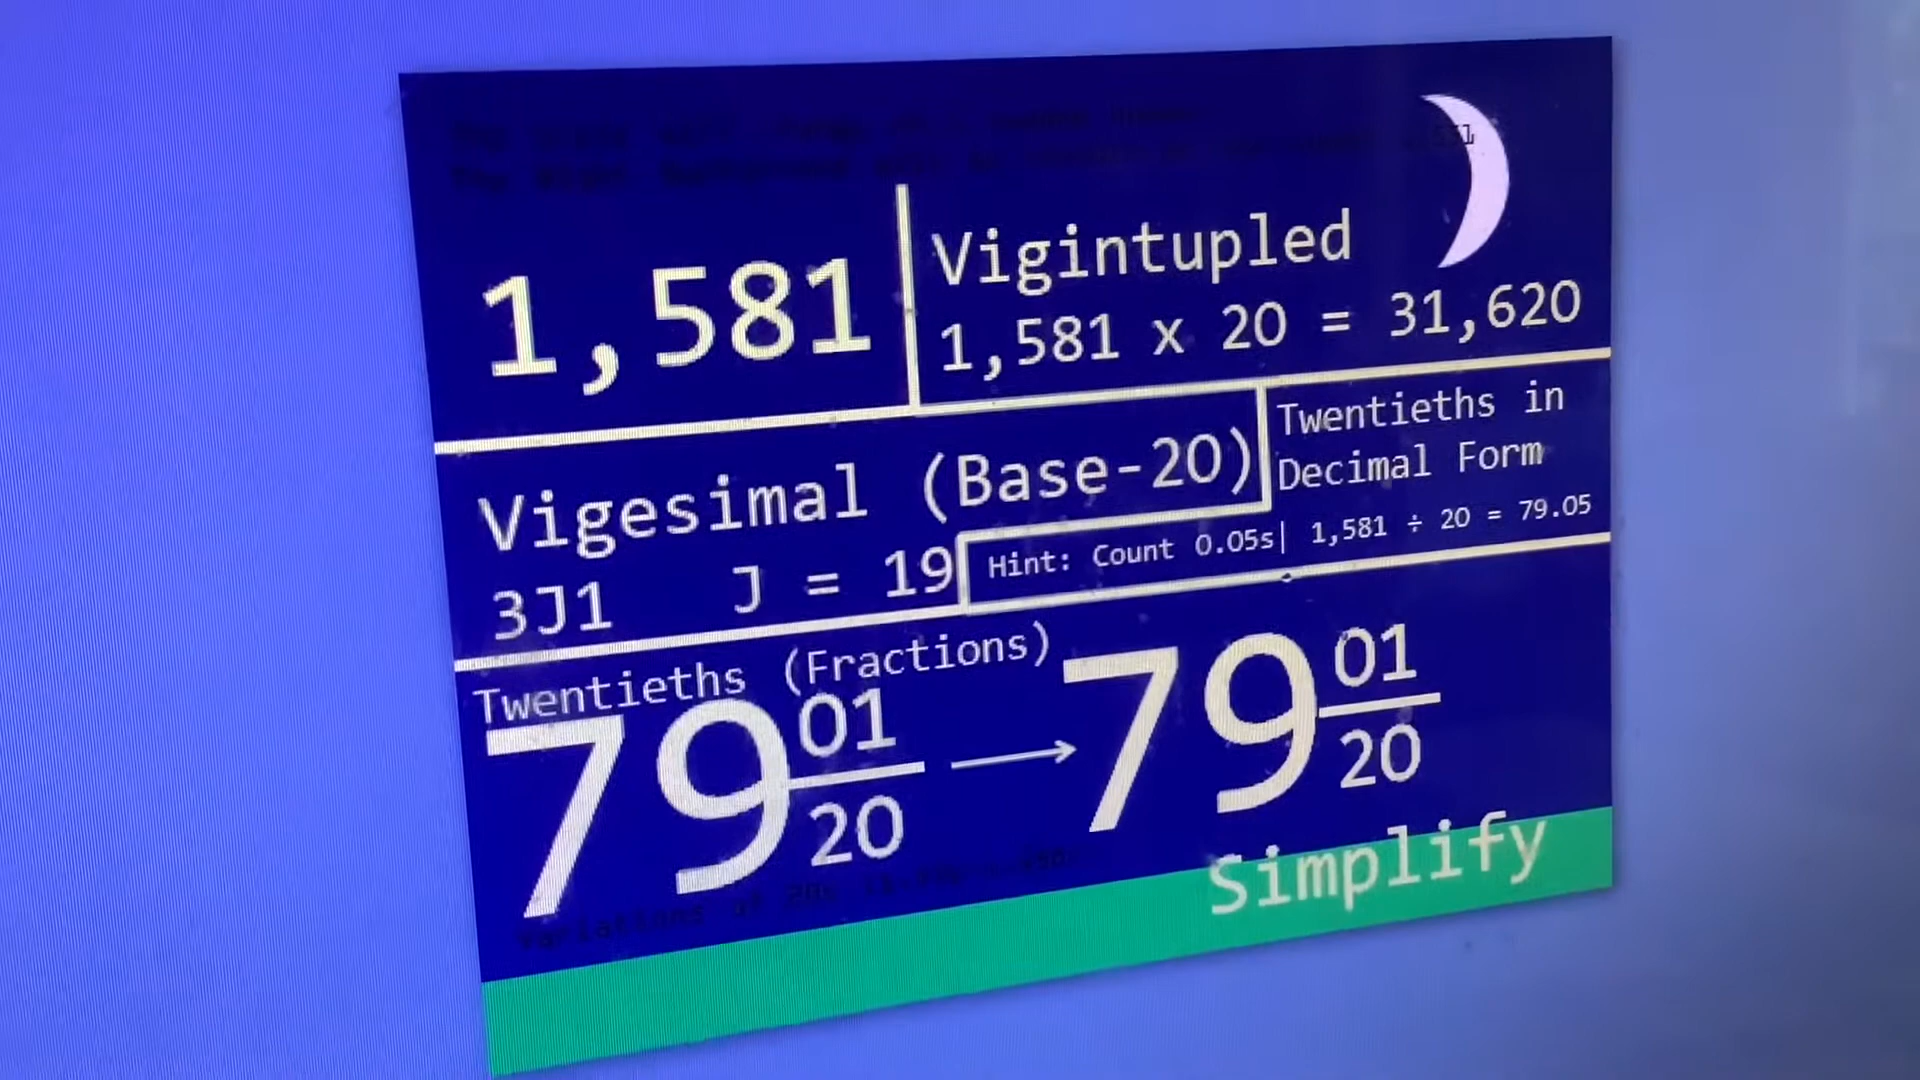 1,581
Vigintupled
1,581 x 20 = 31,620
Vigesimal (Base-20)
3J1 J = 19
Twentieths in
Decimal Form
Hint: Count 0.05s| 1,581 ÷ 20 = 79.05
Twentieths (Fractions)
79 01/20 → 79 01/20
Simplify